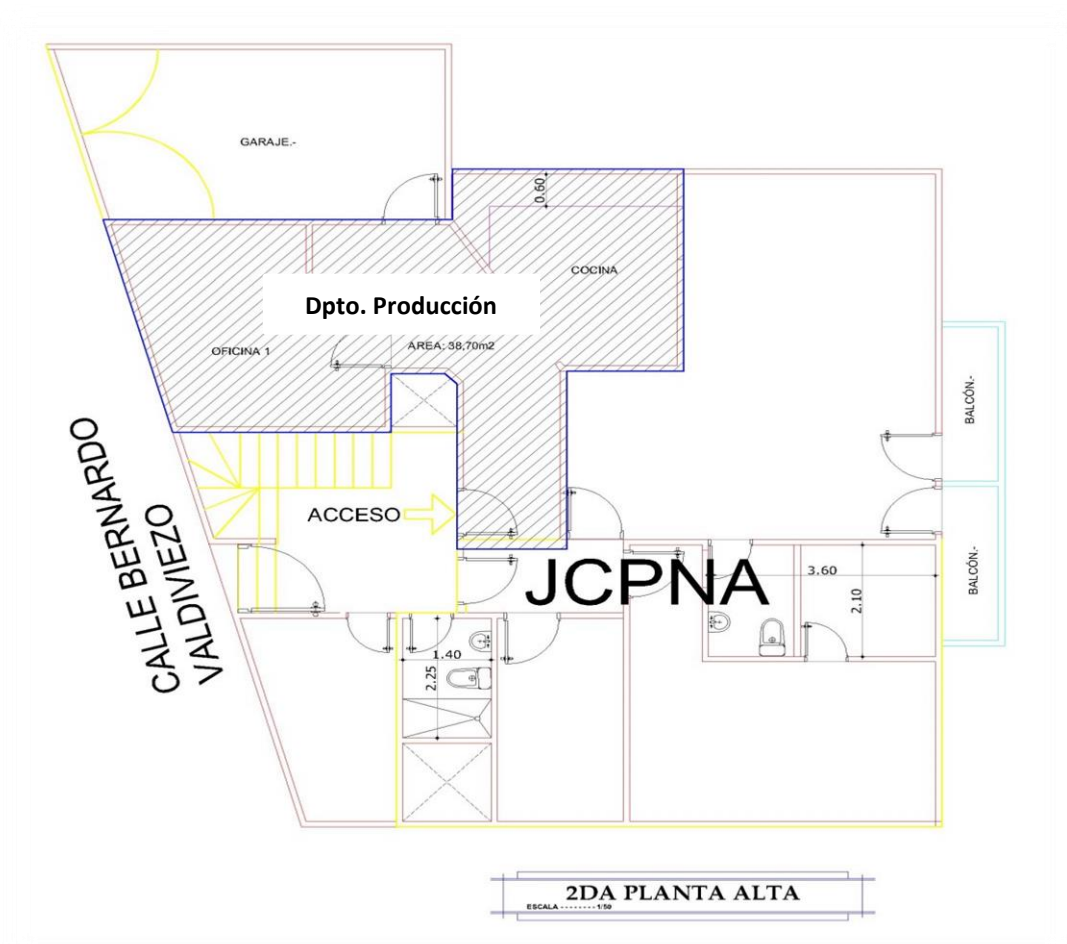 GARAJE.-
0.60
COCINA
Dpto. Producción
OFICINA 1
AREA: 38,70m2
BALCÓN.-
CALLE BERNARDO
VALDIVIEZO
ACCESO
JCPNA
3.60
2.10
BALCÓN.-
1.40
2.25
2DA PLANTA ALTA
ESCALA -------- 1/50